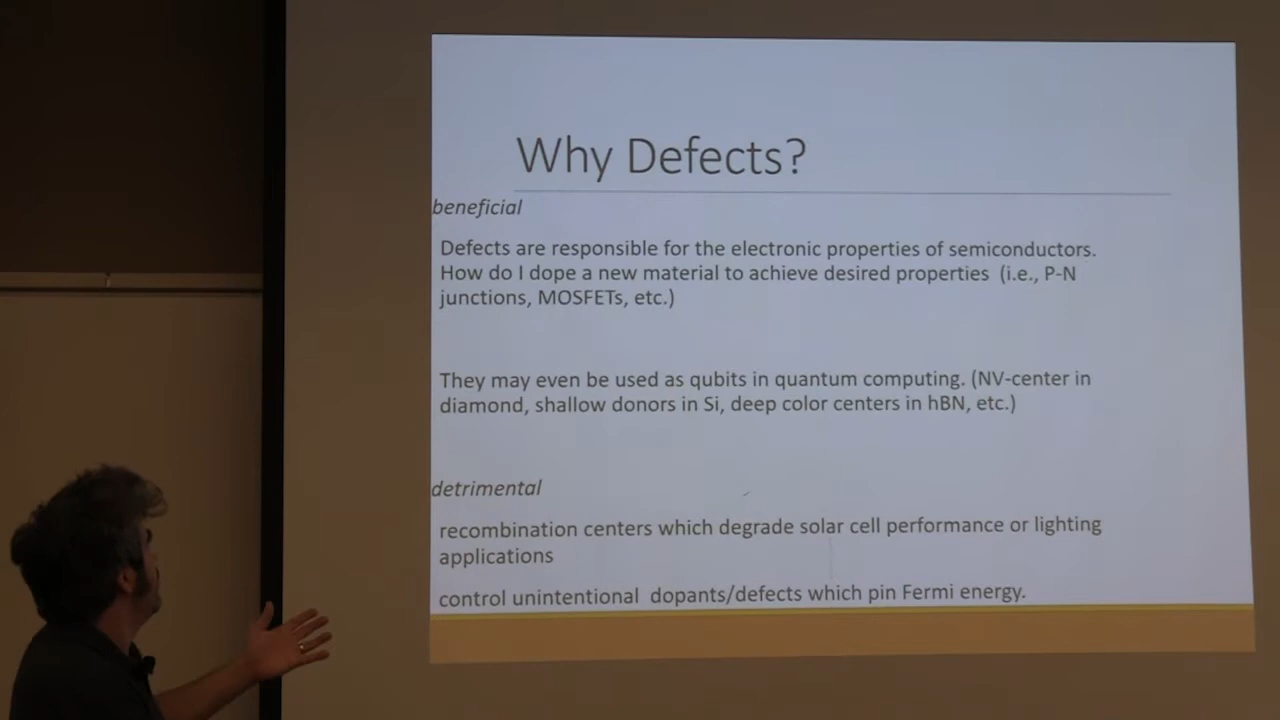 Why Defects?
beneficial
Defects are responsible for the electronic properties of semiconductors.
How do I dope a new material to achieve desired properties (i.e., P-N
junctions, MOSFETs, etc.)
They may even be used as qubits in quantum computing. (NV-center in
diamond, shallow donors in Si, deep color centers in hBN, etc.)
detrimental
recombination centers which degrade solar cell performance or lighting
applications
control unintentional dopants/defects which pin Fermi energy.